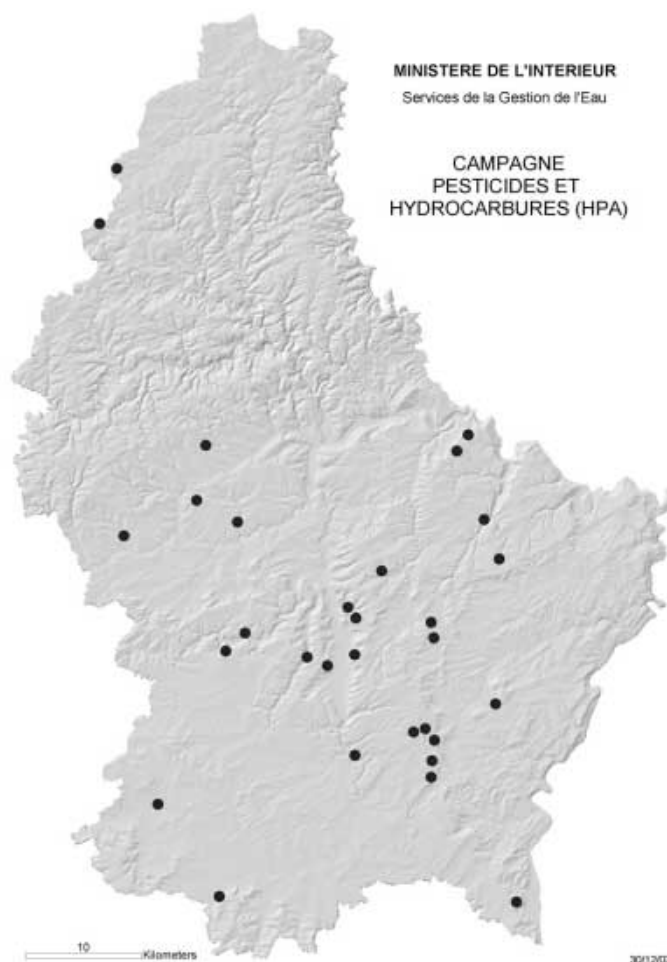 MINISTERE DE L'INTERIEUR
Services de la Gestion de l'Eau
CAMPAGNE
PESTICIDES ET
HYDROCARBURES (HPA)
10
Kilometers